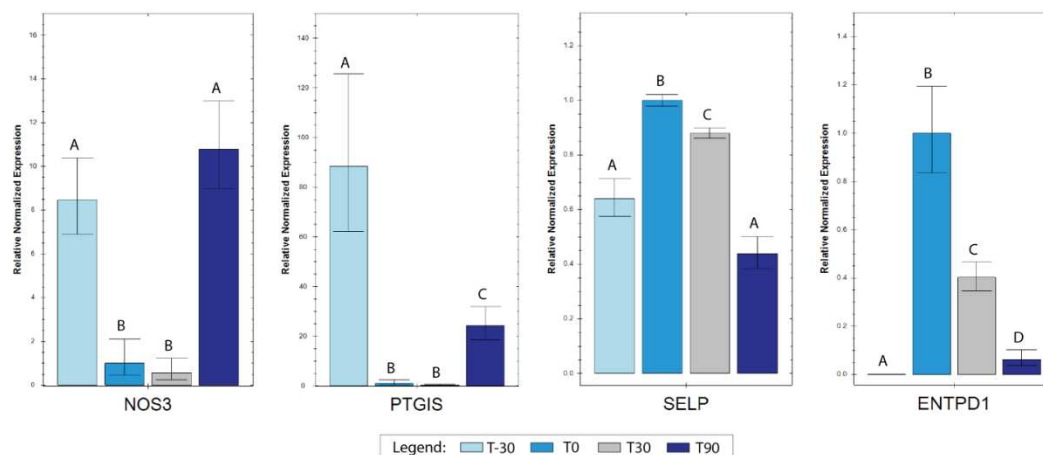 Relative Normalized Expression
16
14
12
10
8
6
4
2
0
A
B
B
A
NOS3
Relative Normalized Expression
140
120
100
80
60
40
20
0
A
B
B
C
PTGIS
Relative Normalized Expression
1.2
1.0
0.8
0.6
0.4
0.2
0.0
A
B
C
A
SELP
Relative Normalized Expression
1.4
1.2
1.0
0.8
0.6
0.4
0.2
0.0
A
B
C
D
ENTPD1
Legend: T-30 T0 T30 T90